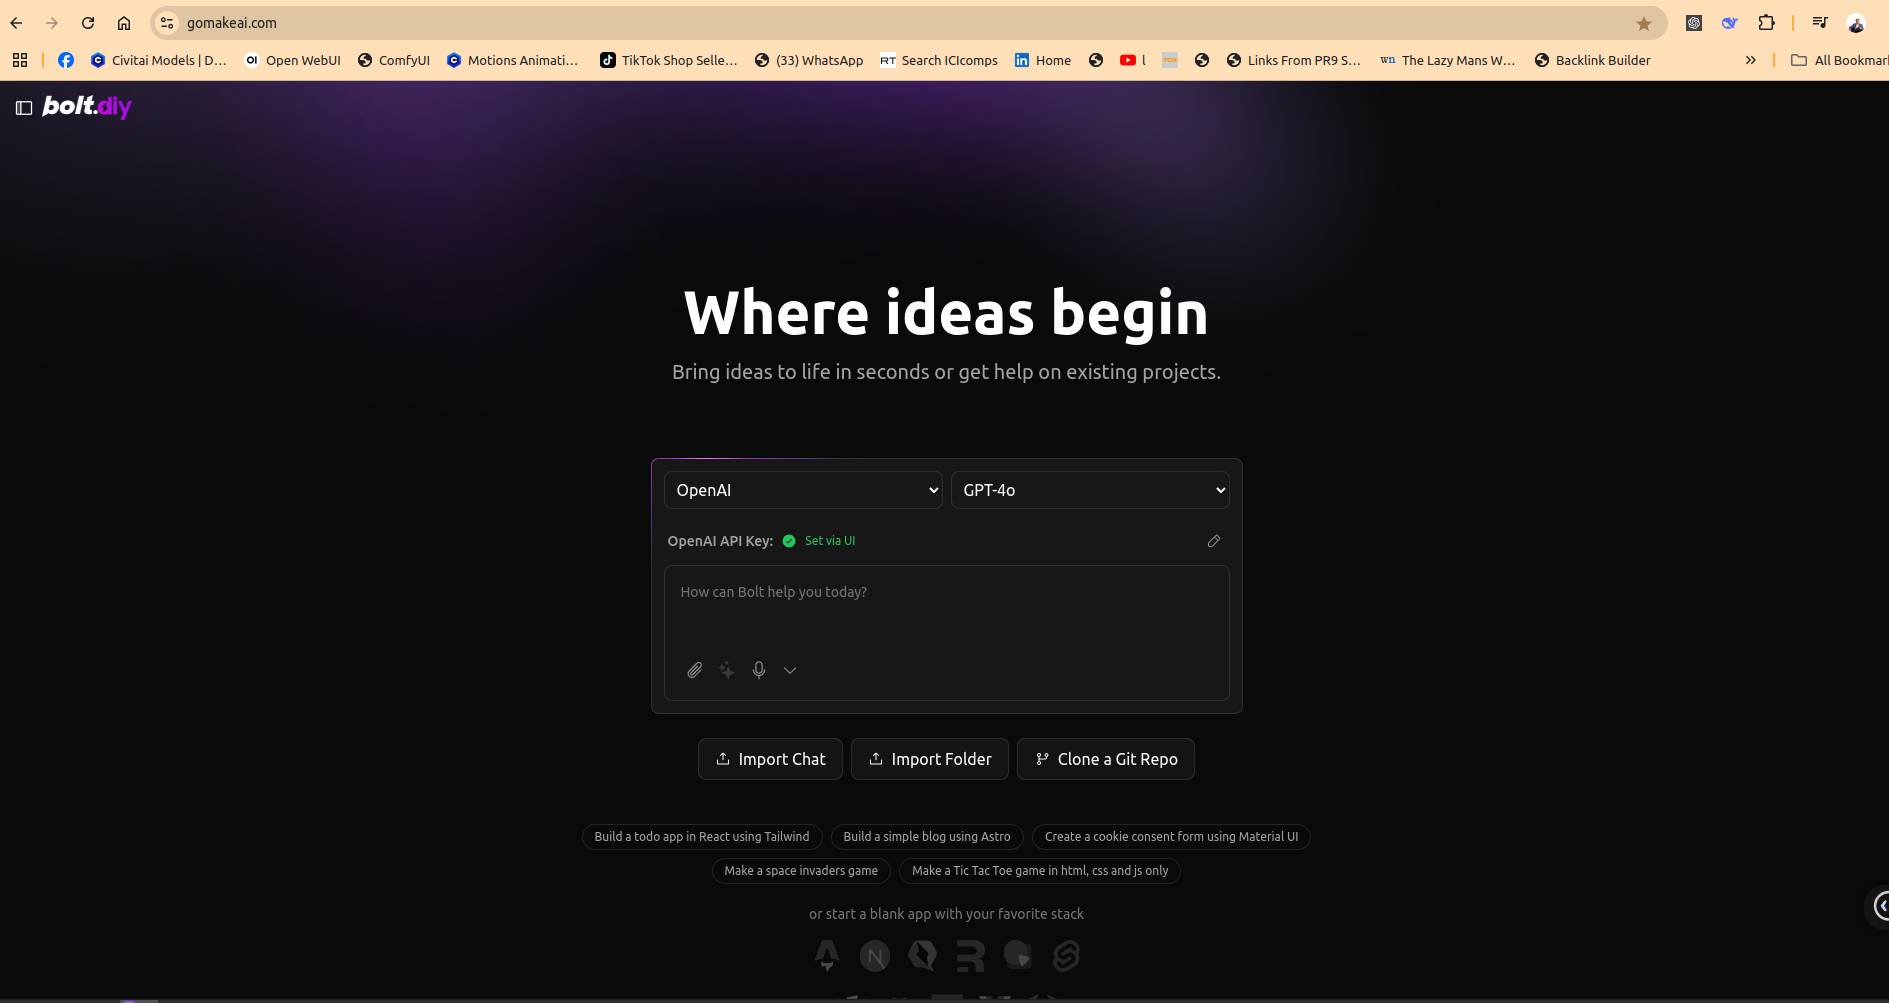 gomakeai.com
Civitai Models | D...
Open WebUI
ComfyUI
Motions Animati...
TikTok Shop Selle...
(33) WhatsApp
RT Search ICIcomps
Home
l
Links From PR9 S...
wn The Lazy Mans W...
Backlink Builder
All Bookmar
bolt.diy
Where ideas begin
Bring ideas to life in seconds or get help on existing projects.
OpenAI
GPT-4o
OpenAI API Key: Set via UI
How can Bolt help you today?
Import Chat
Import Folder
Clone a Git Repo
Build a todo app in React using Tailwind
Build a simple blog using Astro
Create a cookie consent form using Material UI
Make a space invaders game
Make a Tic Tac Toe game in html, css and js only
or start a blank app with your favorite stack